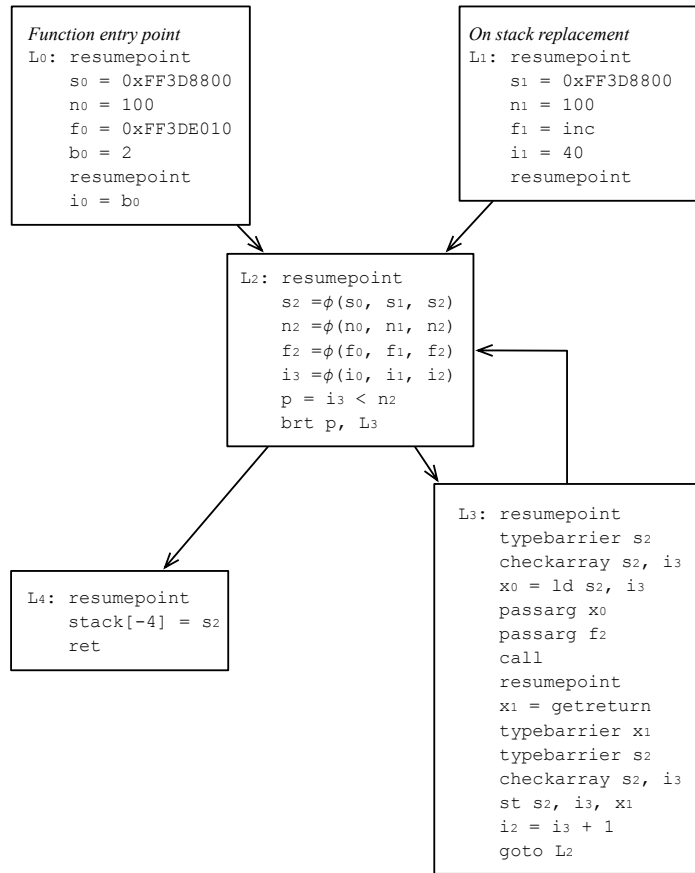 Function entry point
L₀: resumepoint
s₀ = 0xFF3D8800
n₀ = 100
f₀ = 0xFF3DE010
b₀ = 2
resumepoint
i₀ = b₀
On stack replacement
L₁: resumepoint
s₁ = 0xFF3D8800
n₁ = 100
f₁ = inc
i₁ = 40
resumepoint
L₂: resumepoint
s₂ =ϕ(s₀, s₁, s₂)
n₂ =ϕ(n₀, n₁, n₂)
f₂ =ϕ(f₀, f₁, f₂)
i₃ =ϕ(i₀, i₁, i₂)
p = i₃ < n₂
brt p, L₃
L₄: resumepoint
stack[-4] = s₂
ret
L₃: resumepoint
typebarrier s₂
checkarray s₂, i₃
x₀ = ld s₂, i₃
passarg x₀
passarg f₂
call
resumepoint
x₁ = getreturn
typebarrier x₁
typebarrier s₂
checkarray s₂, i₃
st s₂, i₃, x₁
i₂ = i₃ + 1
goto L₂